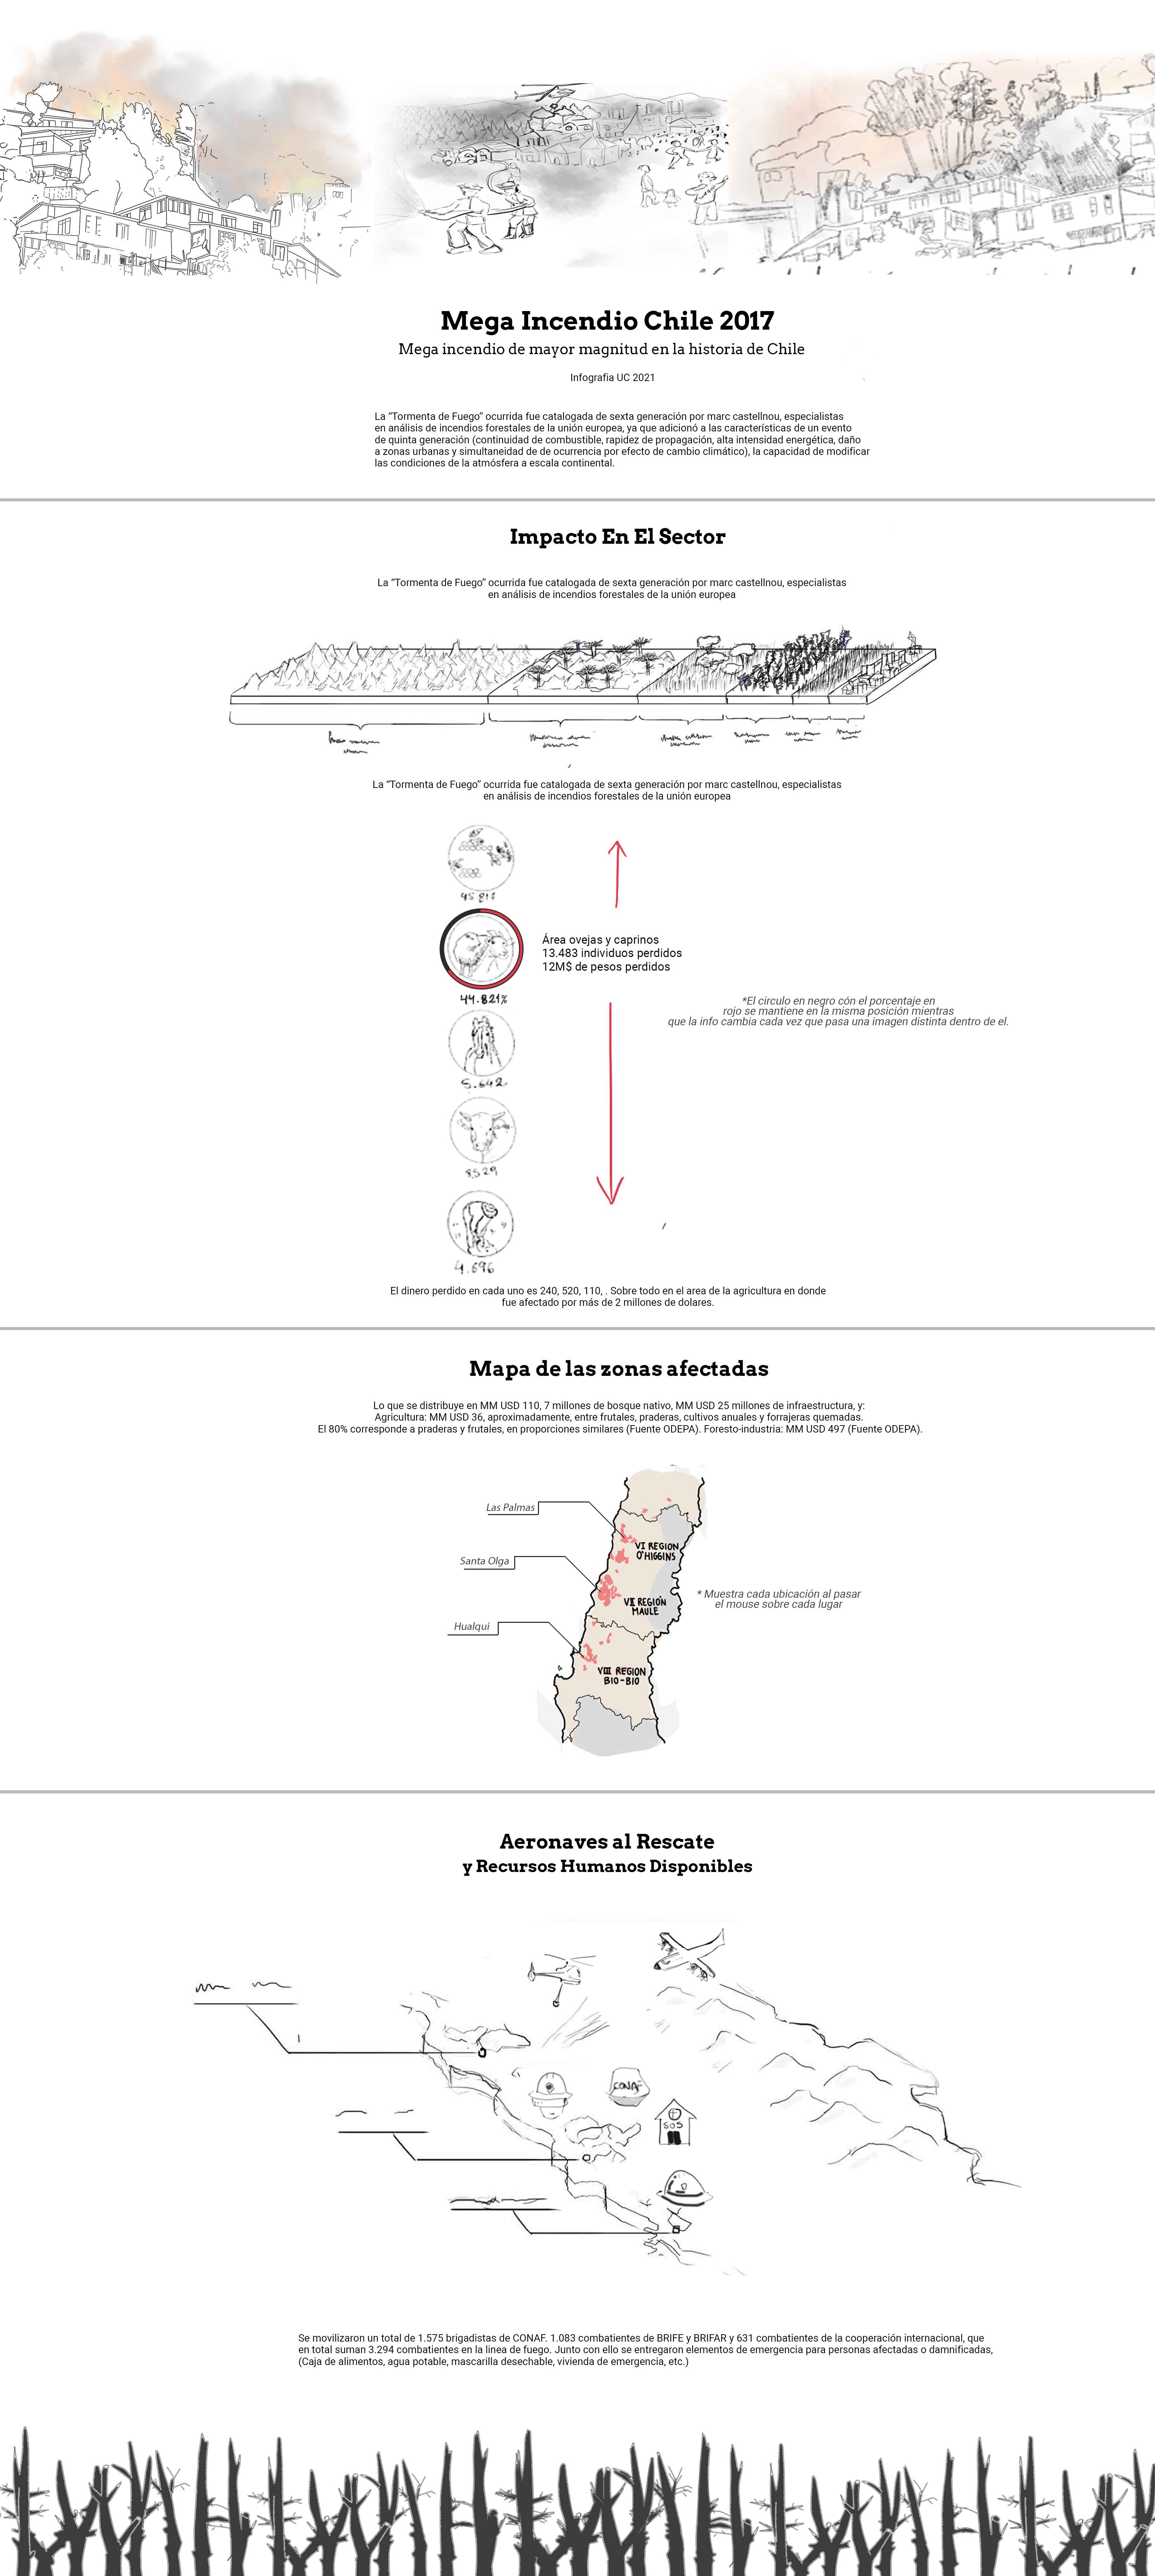 Mega Incendio Chile 2017
Mega incendio de mayor magnitud en la historia de Chile
Infografia UC 2021
La “Tormenta de Fuego” ocurrida fue catalogada de sexta generación por marc castellnou, especialistas
en análisis de incendios forestales de la unión europea, ya que adicionó a las características de un evento
de quinta generación (continuidad de combustible, rapidez de propagación, alta intensidad energética, daño
a zonas urbanas y simultaneidad de de ocurrencia por efecto de cambio climático), la capacidad de modificar
las condiciones de la atmósfera a escala continental.
Impacto En El Sector
La “Tormenta de Fuego” ocurrida fue catalogada de sexta generación por marc castellnou, especialistas
en análisis de incendios forestales de la unión europea
La “Tormenta de Fuego” ocurrida fue catalogada de sexta generación por marc castellnou, especialistas
en análisis de incendios forestales de la unión europea
45 817
Área ovejas y caprinos
13.483 individuos perdidos
12M$ de pesos perdidos
44.821%
*El circulo en negro cón el porcentaje en
rojo se mantiene en la misma posición mientras
que la info cambia cada vez que pasa una imagen distinta dentro de el.
5.642
8.529
4.696
El dinero perdido en cada uno es 240, 520, 110, . Sobre todo en el area de la agricultura en donde
fue afectado por más de 2 millones de dolares.
Mapa de las zonas afectadas
Lo que se distribuye en MM USD 110, 7 millones de bosque nativo, MM USD 25 millones de infraestructura, y:
Agricultura: MM USD 36, aproximadamente, entre frutales, praderas, cultivos anuales y forrajeras quemadas.
El 80% corresponde a praderas y frutales, en proporciones similares (Fuente ODEPA). Foresto-industria: MM USD 497 (Fuente ODEPA).
Las Palmas
VI REGION
O'HIGGINS
Santa Olga
VII REGIÓN
MAULE
* Muestra cada ubicación al pasar
el mouse sobre cada lugar
Hualqui
VIII REGION
BIO-BIO
Aeronaves al Rescate
y Recursos Humanos Disponibles
CONAF
SOS
Se movilizaron un total de 1.575 brigadistas de CONAF. 1.083 combatientes de BRIFE y BRIFAR y 631 combatientes de la cooperación internacional, que
en total suman 3.294 combatientes en la linea de fuego. Junto con ello se entregaron elementos de emergencia para personas afectadas o damnificadas,
(Caja de alimentos, agua potable, mascarilla desechable, vivienda de emergencia, etc.)